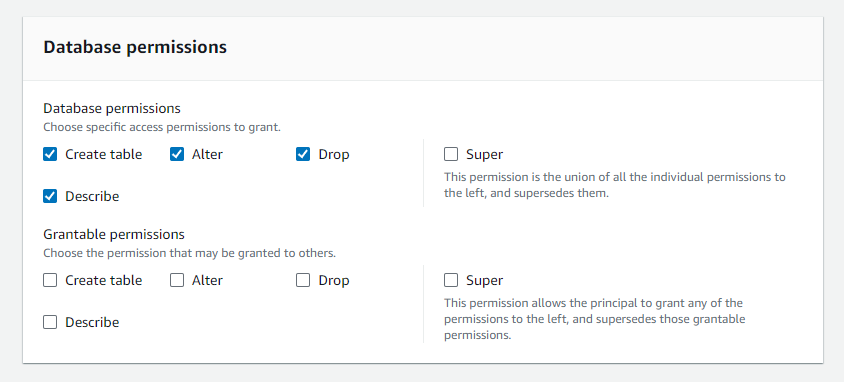 Database permissions
Database permissions
Choose specific access permissions to grant.
Create table Alter Drop Super
This permission is the union of all the individual permissions to
the left, and supersedes them.
Describe
Grantable permissions
Choose the permission that may be granted to others.
Create table Alter Drop Super
This permission allows the principal to grant any of the
permissions to the left, and supersedes those grantable
permissions.
Describe